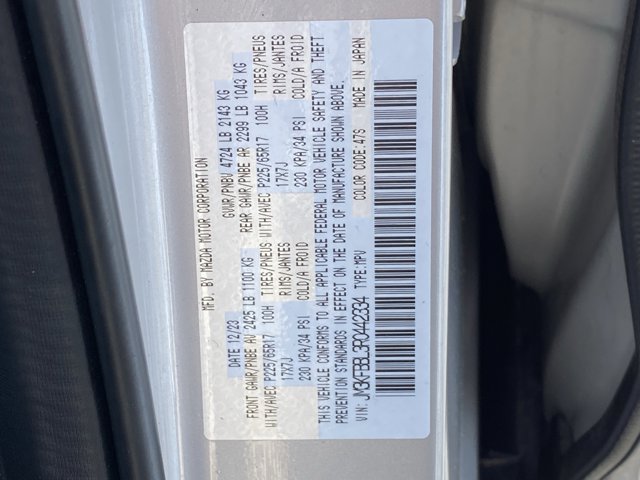 MFD. BY MAZDA MOTOR CORPORATION
DATE 12/23 GVWR/PNBV 4724 LB 2143 KG
FRONT GAWR/PNBE AV 2425 LB 1100 KG REAR GAWR/PNBE AR 2299 LB 1043 KG
WITH/AVEC P225/65R17 100H TIRES/PNEUS WITH/AVEC P225/65R17 100H TIRES/PNEUS
17X7J RIMS/JANTES 17X7J RIMS/JANTES
230 KPA/34 PSI COLD/A FROID 230 KPA/34 PSI COLD/A FROID
THIS VEHICLE CONFORMS TO ALL APPLICABLE FEDERAL MOTOR VEHICLE SAFETY AND THEFT
PREVENTION STANDARDS IN EFFECT ON THE DATE OF MANUFACTURE SHOWN ABOVE.
VIN: JM3KFBBL3R0442334 TYPE:MPV COLOR CODE:47S MADE IN JAPAN